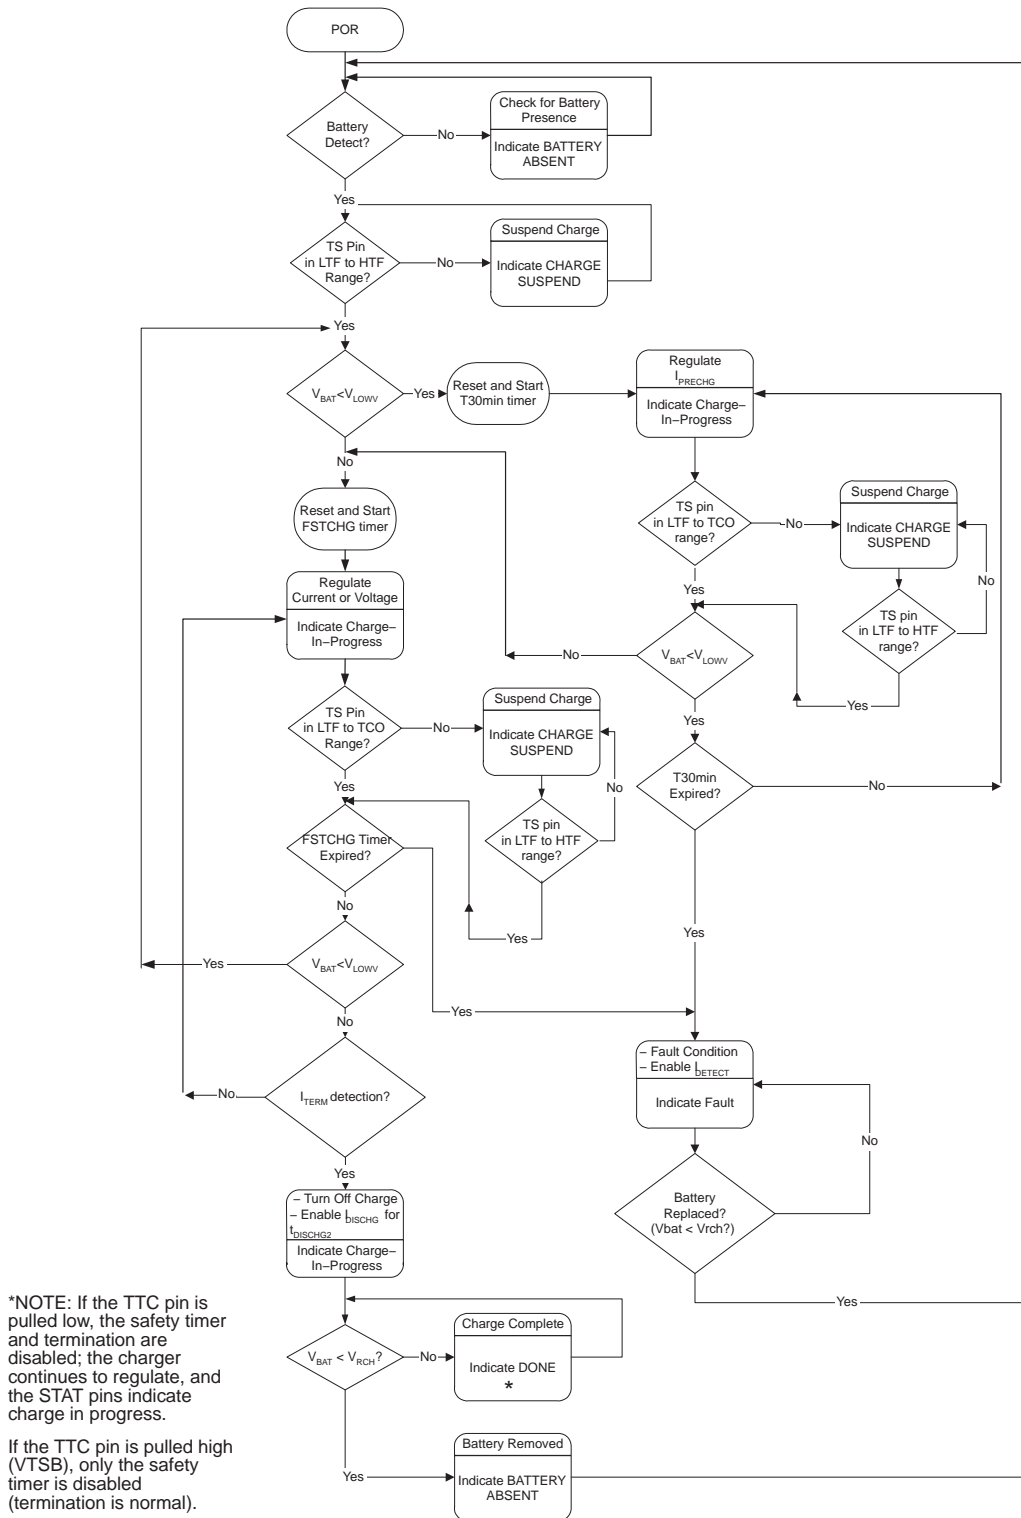 POR
Battery
Detect?
No
Check for Battery
Presence
Indicate BATTERY
ABSENT
Yes
TS Pin
in LTF to HTF
Range?
No
Suspend Charge
Indicate CHARGE
SUSPEND
Yes
VBAT<VLOWV
Yes
Reset and Start
T30min timer
Regulate
IPRECHG
Indicate Charge–
In–Progress
No
Reset and Start
FSTCHG timer
TS pin
in LTF to TCO
range?
No
Suspend Charge
Indicate CHARGE
SUSPEND
No
Yes
TS pin
in LTF to HTF
range?
Yes
Regulate
Current or Voltage
Indicate Charge–
In–Progress
No
VBAT<VLOWV
Yes
TS Pin
in LTF to TCO
Range?
No
Suspend Charge
Indicate CHARGE
SUSPEND
No
TS pin
in LTF to HTF
range?
Yes
T30min
Expired?
No
Yes
Yes
FSTCHG Timer
Expired?
No
Yes
VBAT<VLOWV
Yes
No
ITERM detection?
No
Yes
– Fault Condition
– Enable IDETECT
Indicate Fault
No
Battery
Replaced?
(Vbat < Vrch?)
Yes
– Turn Off Charge
– Enable IDISCHG for
tDISCHG2
Indicate Charge–
In–Progress
VBAT < VRCH?
No
Charge Complete
Indicate DONE
*
Yes
Battery Removed
Indicate BATTERY
ABSENT
*NOTE: If the TTC pin is
pulled low, the safety timer
and termination are
disabled; the charger
continues to regulate, and
the STAT pins indicate
charge in progress.
If the TTC pin is pulled high
(VTSB), only the safety
timer is disabled
(termination is normal).